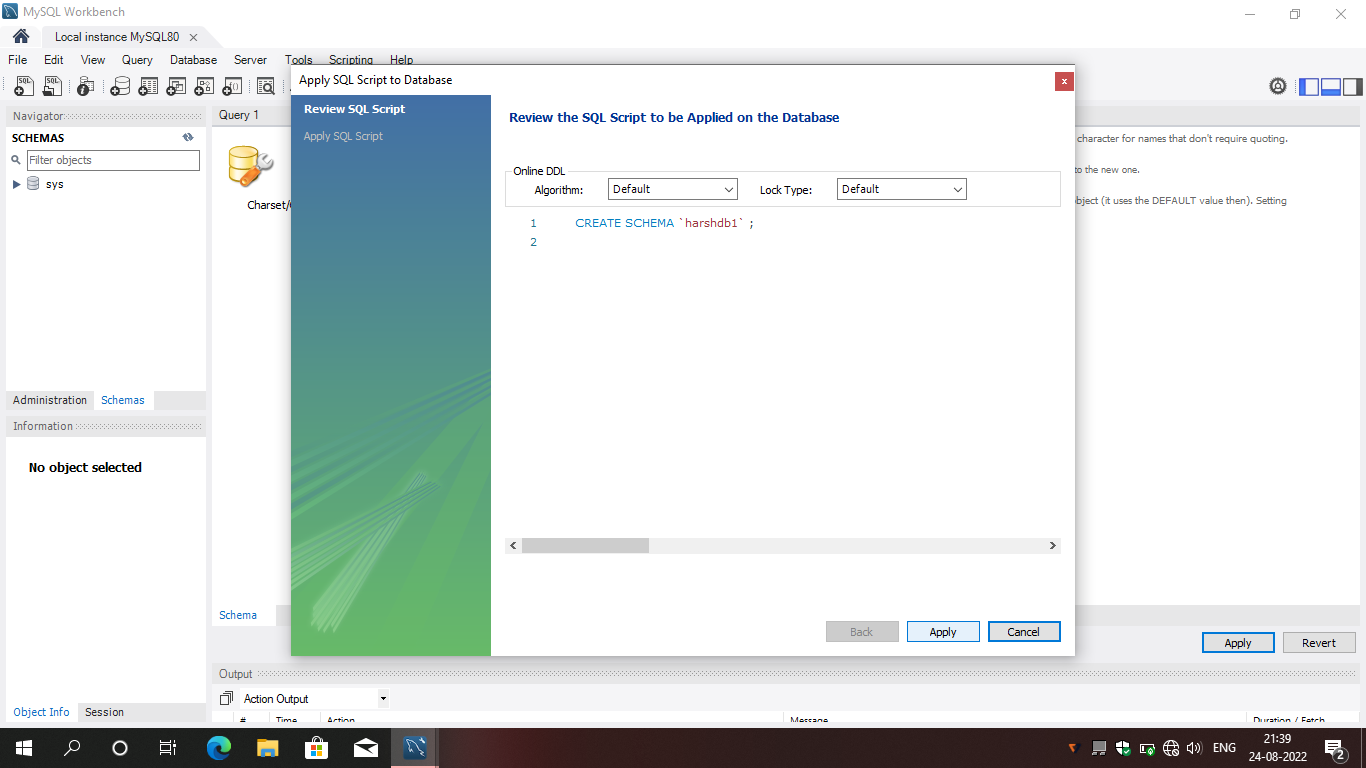 MySQL Workbench
Local instance MySQL80
File Edit View Query Database Server Tools Scripting Help
Navigator
SCHEMAS
Filter objects
sys
Administration Schemas
Information
No object selected
Object Info Session
Query 1
Charset/
Schema
character for names that don't require quoting.
to the new one.
object (it uses the DEFAULT value then). Setting
Apply SQL Script to Database
x
Review SQL Script
Apply SQL Script
Review the SQL Script to be Applied on the Database
Online DDL
Algorithm: Default Lock Type: Default
1 CREATE SCHEMA `harshdb1` ;
2
Back Apply Cancel
Apply Revert
Output
Action Output
# Time Action Message Duration / Fetch
ENG
21:39
24-08-2022
2